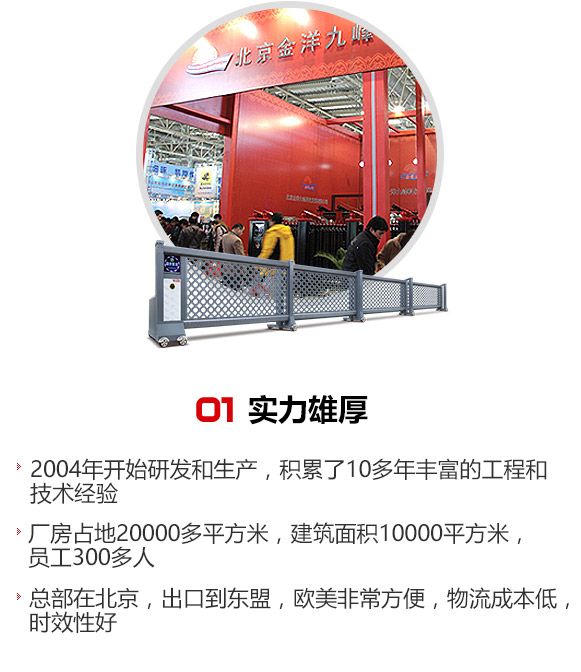 北京金洋九峰
01 实力雄厚
2004年开始研发和生产，积累了10多年丰富的工程和
技术经验
厂房占地20000多平方米，建筑面积10000平方米，
员工300多人
总部在北京，出口到东盟，欧美非常方便，物流成本低，
时效性好